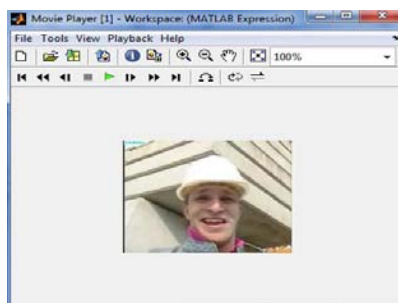 Movie Player [1] - Workspace: (MATLAB Expression)
File Tools View Playback Help
100%